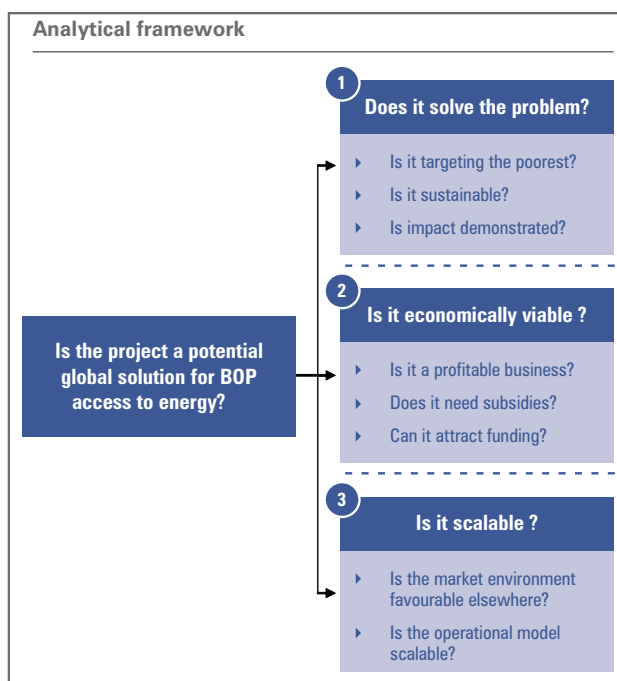 Analytical framework
1
Does it solve the problem?
Is it targeting the poorest?
Is it sustainable?
Is impact demonstrated?
2
Is it economically viable ?
Is the project a potential
global solution for BOP
access to energy?
Is it a profitable business?
Does it need subsidies?
Can it attract funding?
3
Is it scalable ?
Is the market environment
favourable elsewhere?
Is the operational model
scalable?